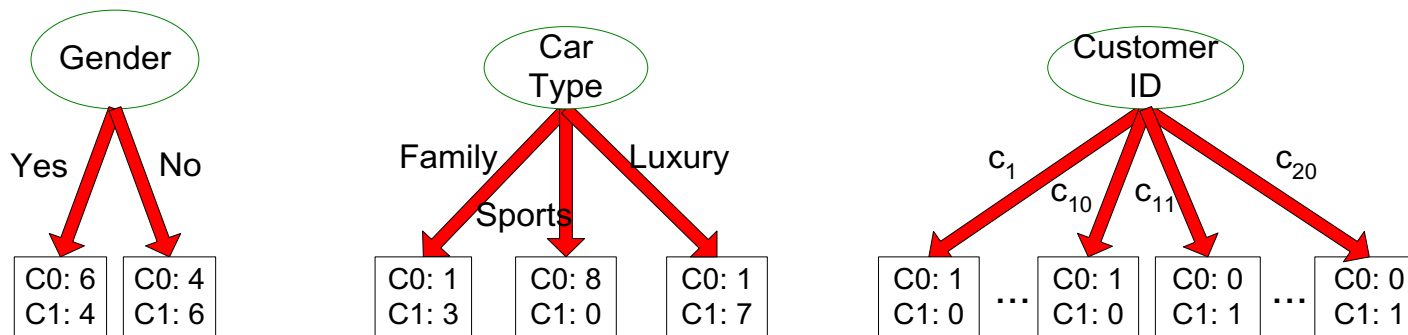 Gender
Yes
No
C0: 6
C1: 4
C0: 4
C1: 6
Car
Type
Family
Sports
Luxury
C0: 1
C1: 3
C0: 8
C1: 0
C0: 1
C1: 7
Customer
ID
c1
c10
c11
c20
C0: 1
C1: 0
...
C0: 1
C1: 0
C0: 0
C1: 1
...
C0: 0
C1: 1